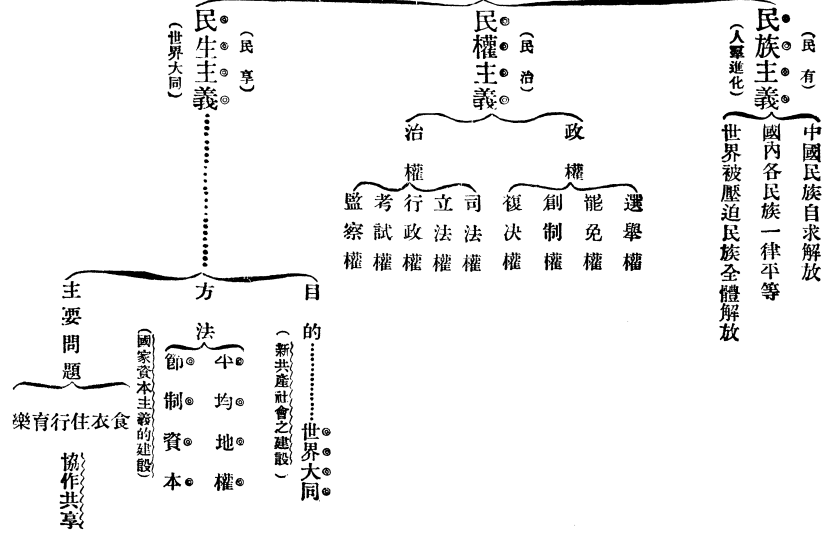 民族主義
（民有）
（人羣進化）
中國民族自求解放
國內各民族一律平等
世界被壓迫民族全體解放
民權主義
（民治）
政權
選舉權
罷免權
創制權
複決權
治權
司法權
立法權
行政權
考試權
監察權
民生主義
（民享）
（世界大同）
目的
世界大同
（新共產社會之建設）
方法
平均地權
節制資本
（國家資本主義的建設）
主要問題
食衣住行育樂
協作共享